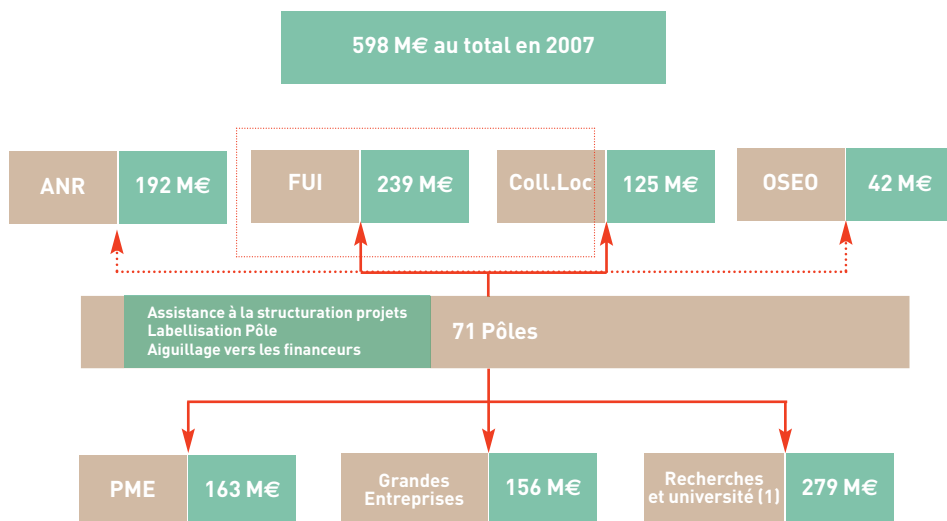 598 M€ au total en 2007
ANR
192 M€
FUI
239 M€
Coll.Loc
125 M€
OSEO
42 M€
Assistance à la structuration projets
Labellisation Pôle
Aiguillage vers les financeurs
71 Pôles
PME
163 M€
Grandes
Entreprises
156 M€
Recherches
et université (1)
279 M€